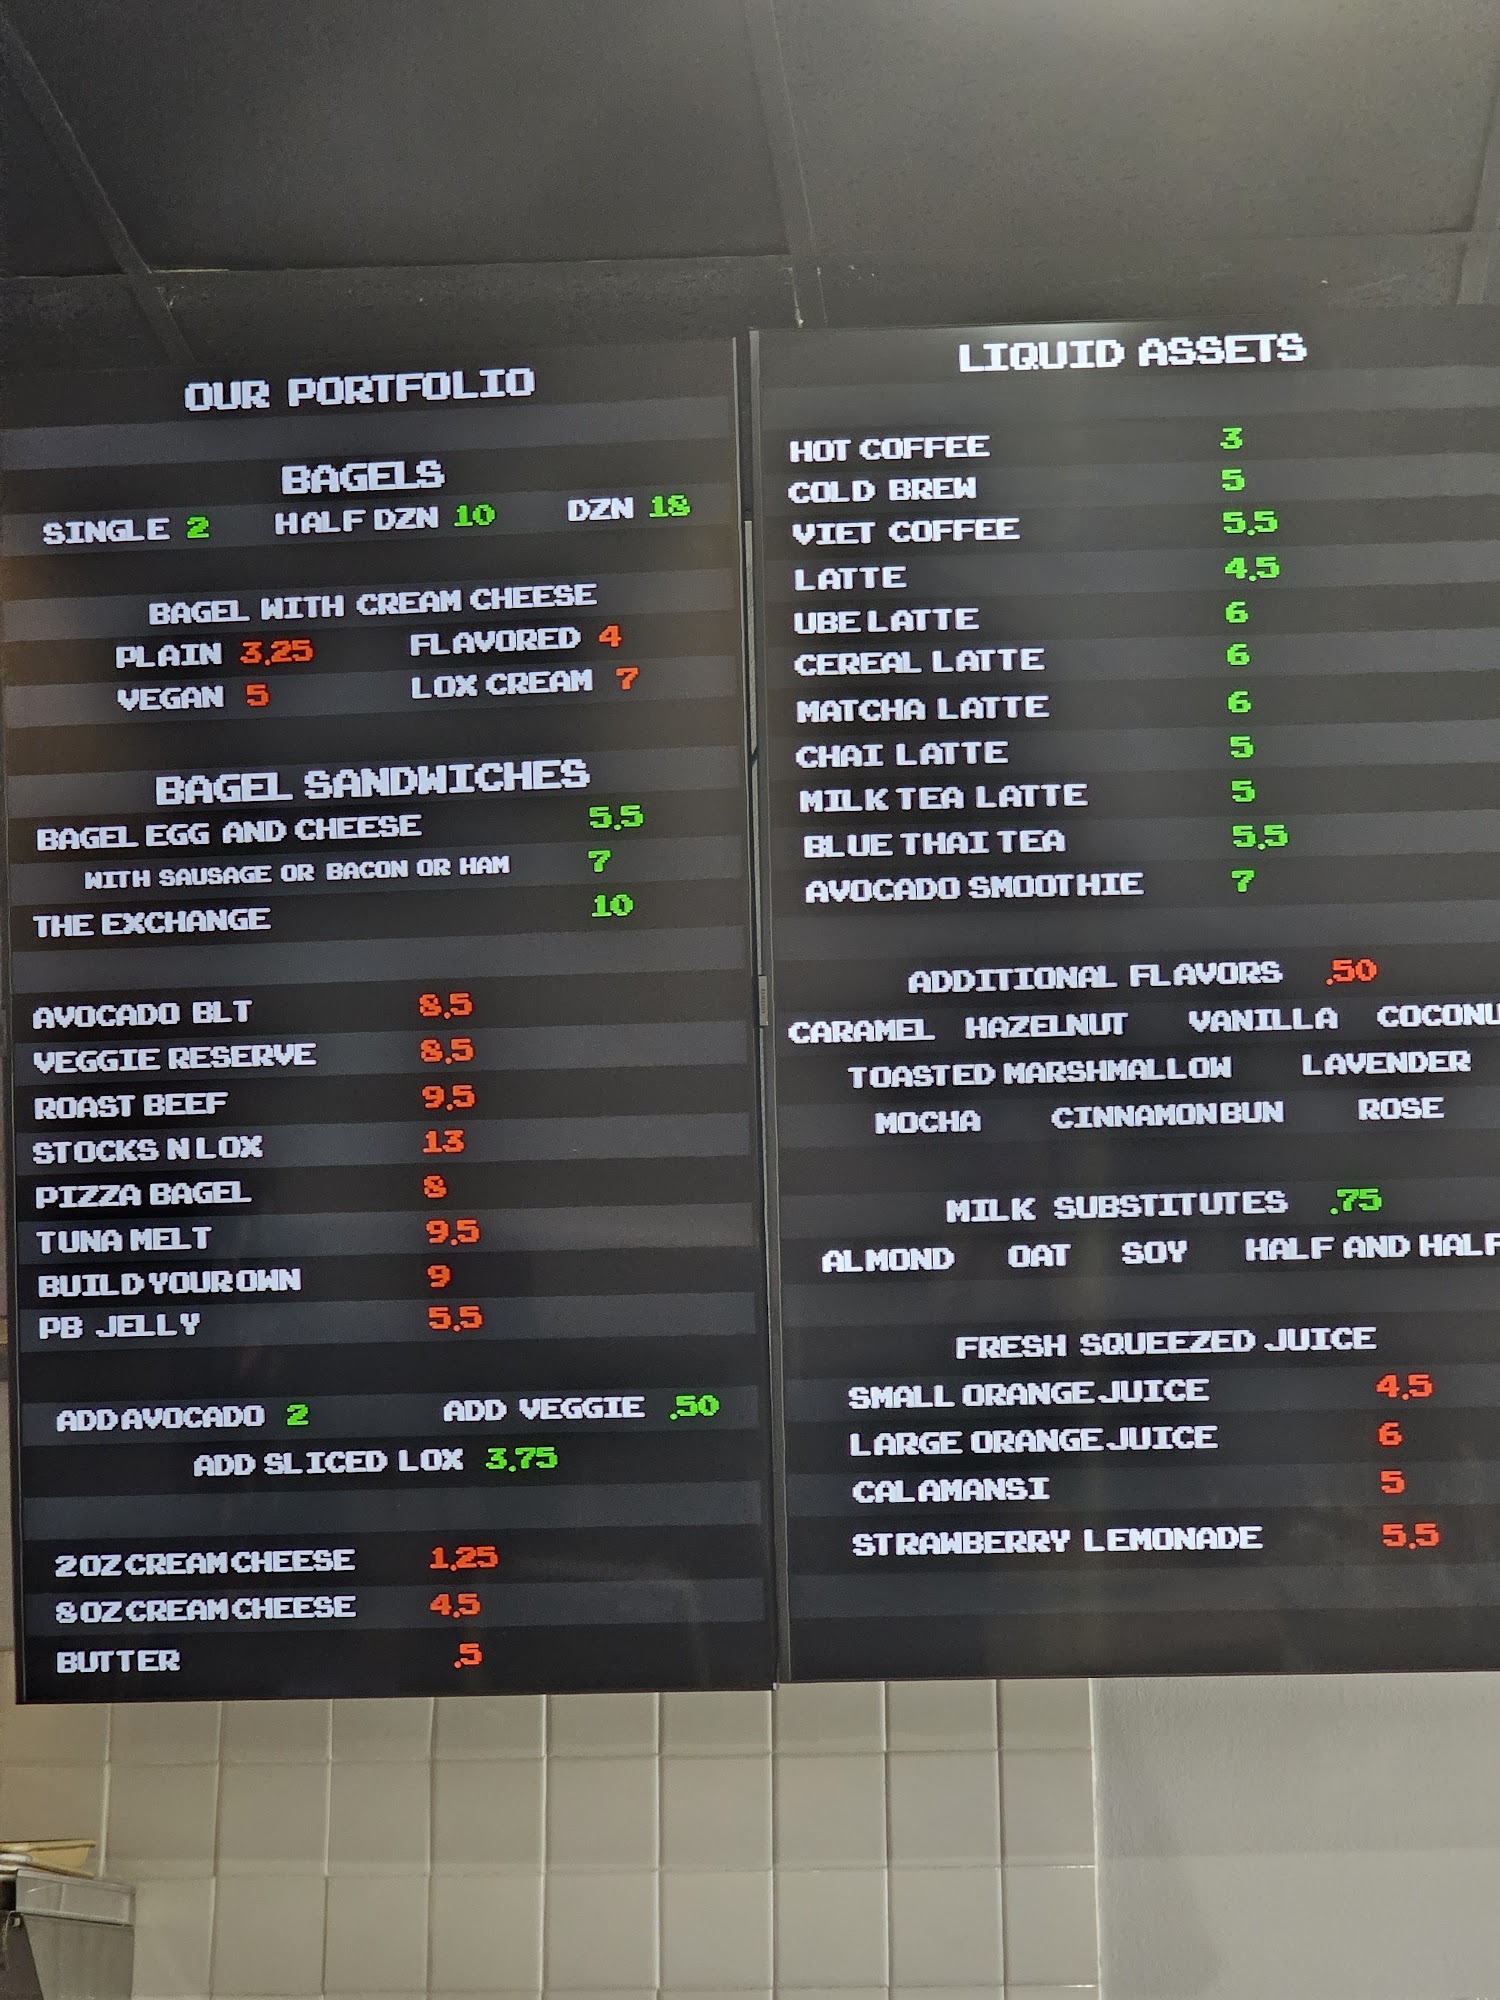 OUR PORTFOLIO
BAGELS
SINGLE 2 HALF DZN 10 DZN 18
BAGEL WITH CREAM CHEESE
PLAIN 3.25 FLAVORED 4
VEGAN 5 LOX CREAM 7
BAGEL SANDWICHES
BAGEL EGG AND CHEESE 5.5
WITH SAUSAGE OR BACON OR HAM 7
THE EXCHANGE 10
AVOCADO BLT 8.5
VEGGIE RESERVE 8.5
ROAST BEEF 9.5
STOCKS N LOX 13
PIZZA BAGEL 8
TUNA MELT 9.5
BUILD YOUR OWN 9
PB JELLY 5.5
ADD AVOCADO 2 ADD VEGGIE .50
ADD SLICED LOX 3.75
2 OZ CREAM CHEESE 1.25
8 OZ CREAM CHEESE 4.5
BUTTER .5
LIQUID ASSETS
HOT COFFEE 3
COLD BREW 5
VIET COFFEE 5.5
LATTE 4.5
UBE LATTE 6
CEREAL LATTE 6
MATCHA LATTE 6
CHAI LATTE 5
MILK TEA LATTE 5
BLUE THAI TEA 5.5
AVOCADO SMOOTHIE 7
ADDITIONAL FLAVORS .50
CARAMEL HAZELNUT VANILLA COCONU
TOASTED MARSHMALLOW LAVENDER
MOCHA CINNAMON BUN ROSE
MILK SUBSTITUTES .75
ALMOND OAT SOY HALF AND HALF
FRESH SQUEEZED JUICE
SMALL ORANGE JUICE 4.5
LARGE ORANGE JUICE 6
CALAMANSI 5
STRAWBERRY LEMONADE 5.5